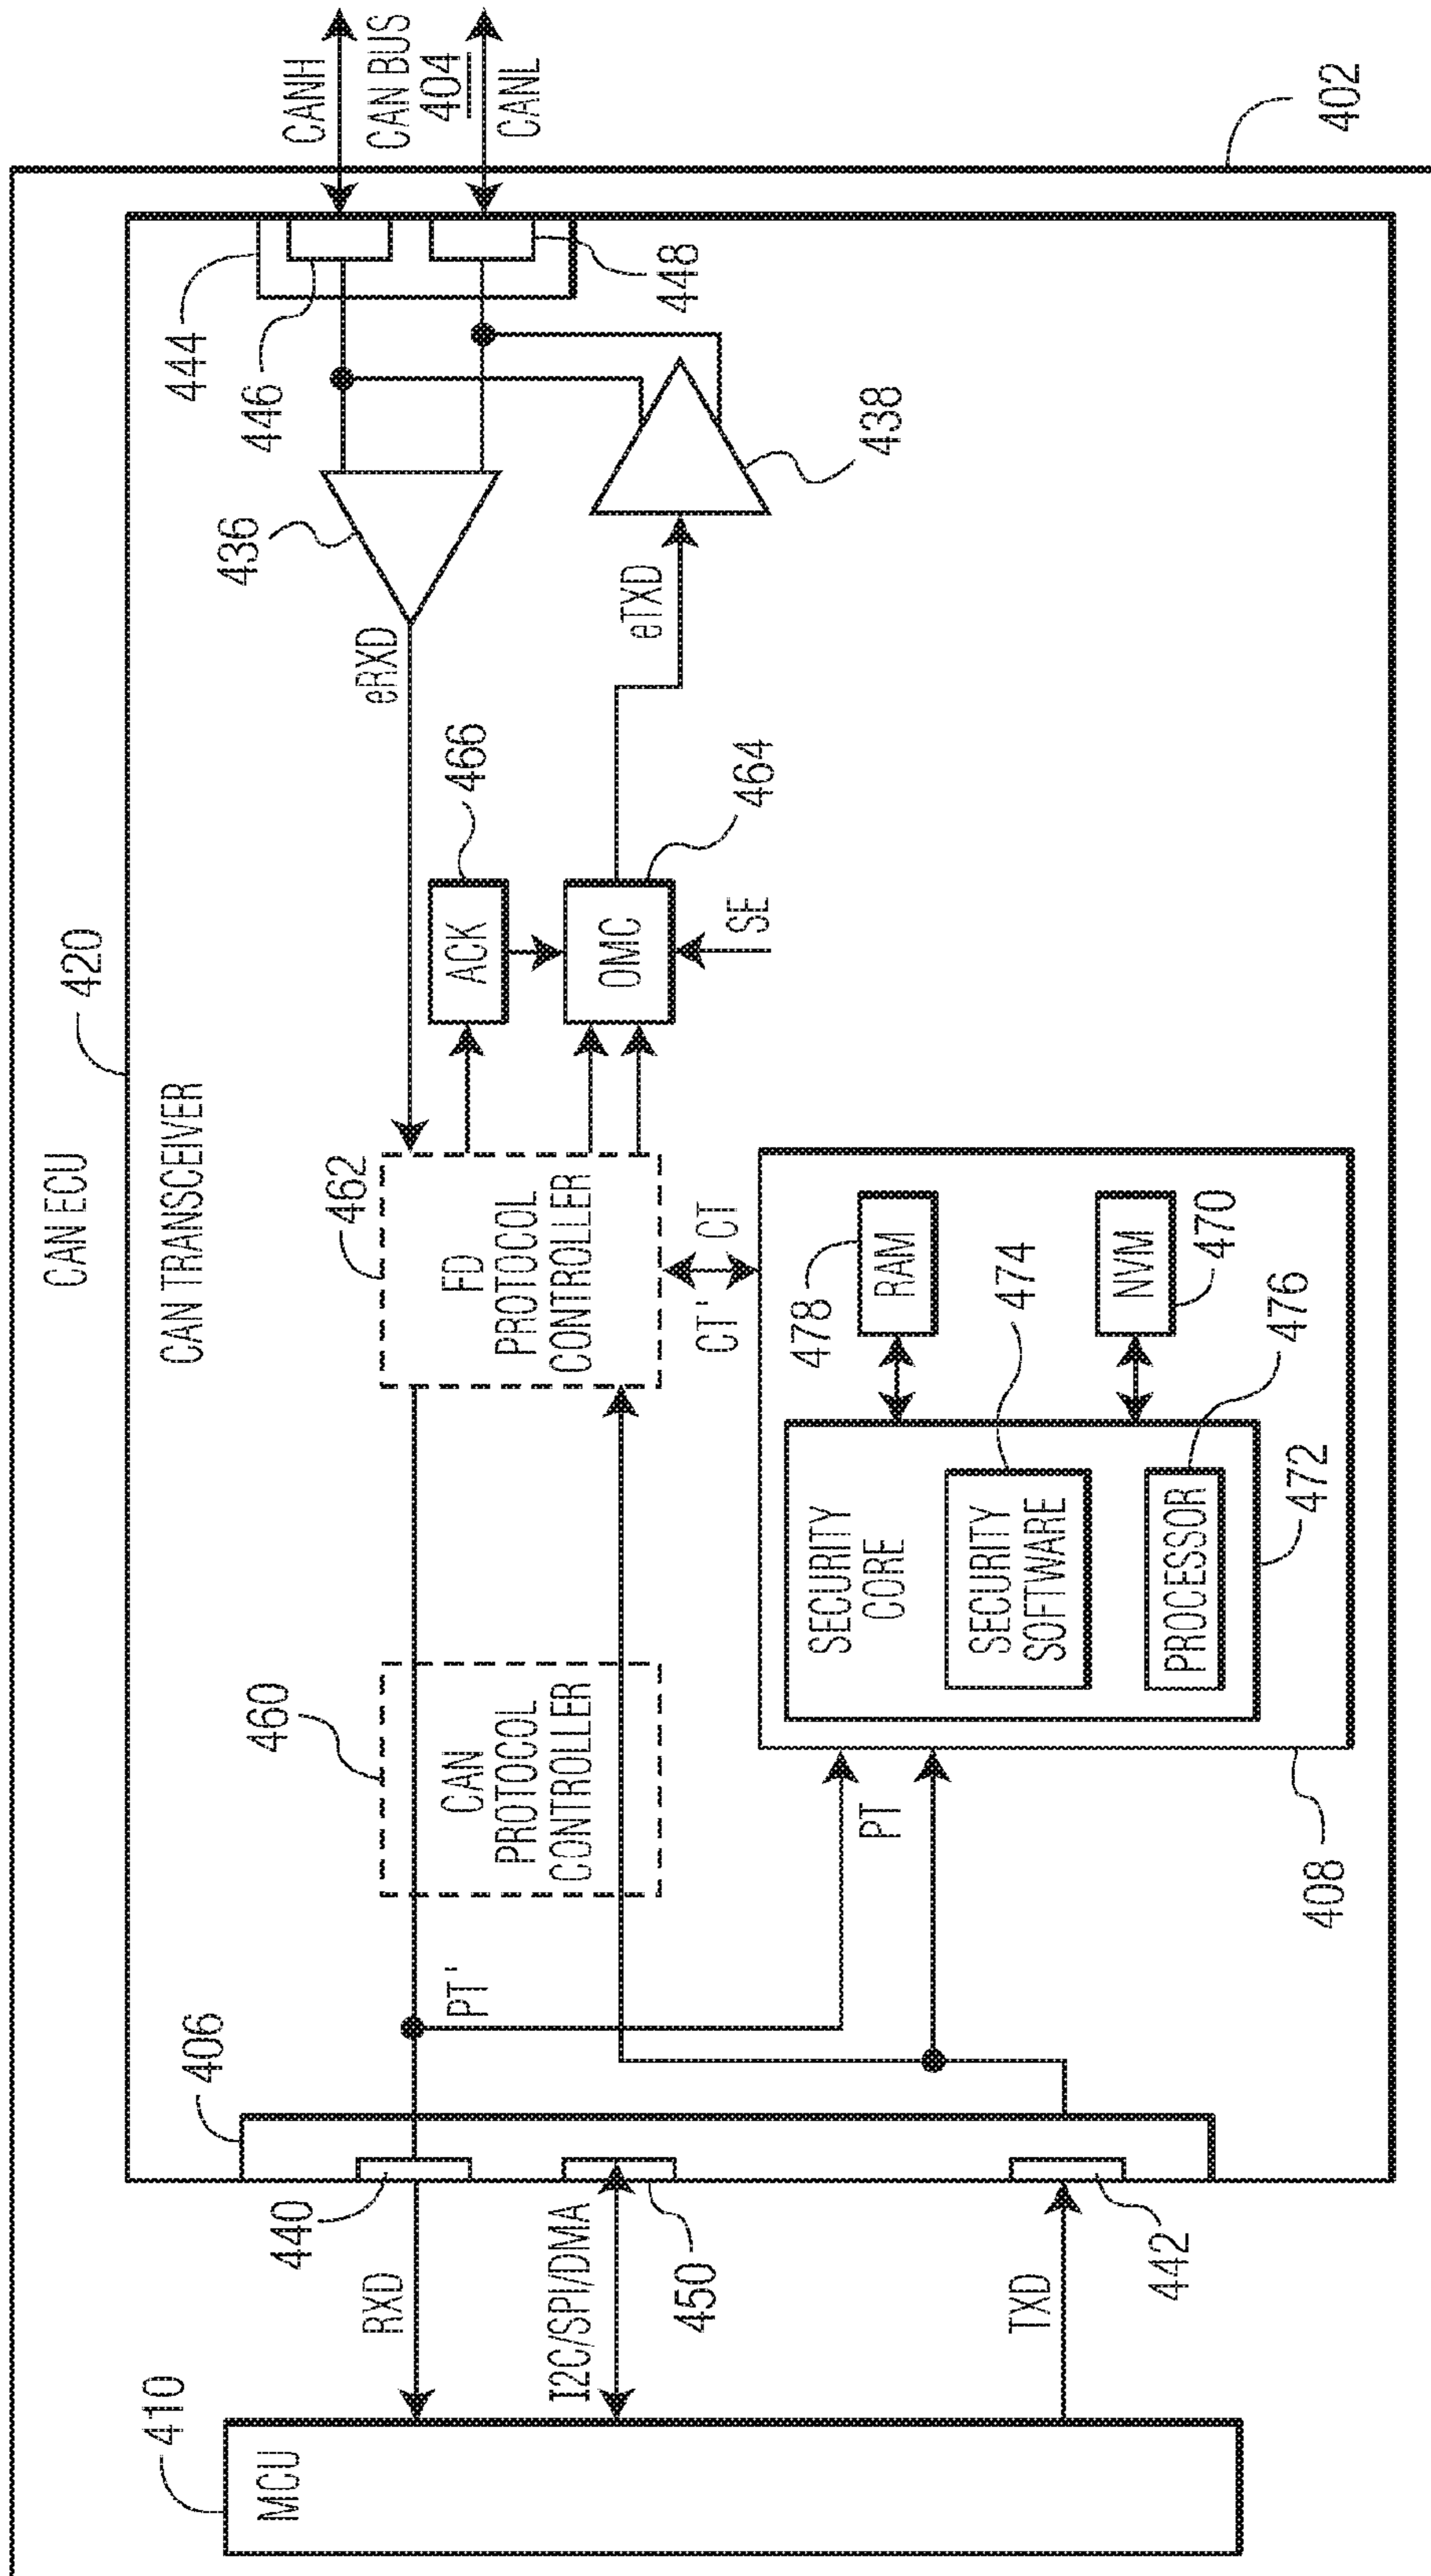 CAN ECU
402
CAN TRANSCEIVER
420
MCU
410
RXD
I2C/SPI/DMA
TXD
406
440
450
442
PT'
PT
460
CAN
PROTOCOL
CONTROLLER
462
FD
PROTOCOL
CONTROLLER
CT'
CT
408
SECURITY
CORE
SECURITY
SOFTWARE
PROCESSOR
472
474
476
478
RAM
NVM
470
ACK
466
OMC
464
SE
eRXD
eTXD
436
438
444
446
448
CANH
CAN BUS
404
CANL